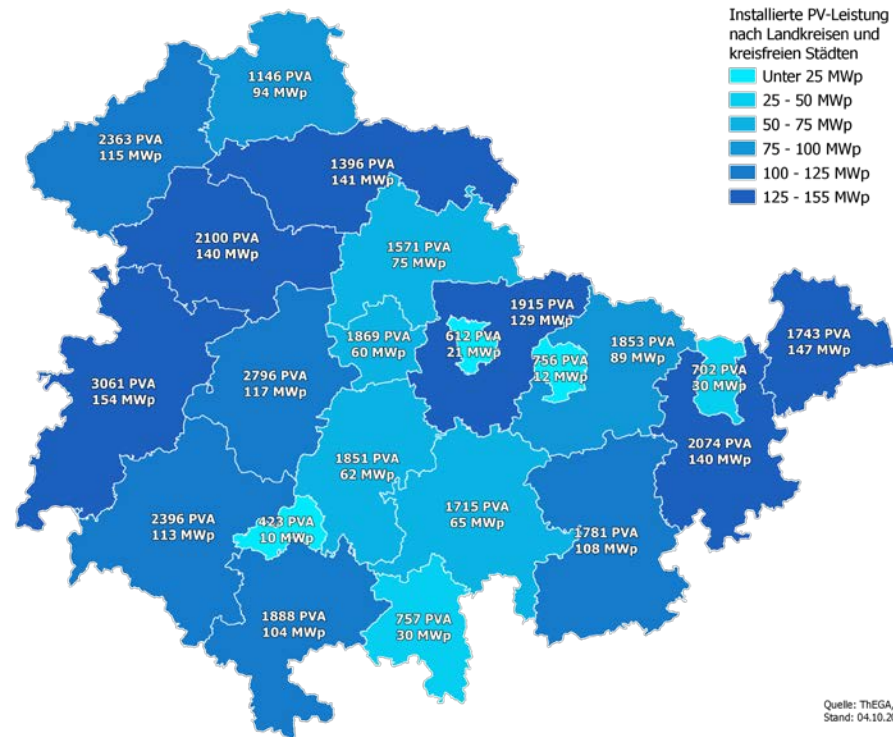 Installierte PV-Leistung
nach Landkreisen und
kreisfreien Städten
Unter 25 MWp
25 - 50 MWp
50 - 75 MWp
75 - 100 MWp
100 - 125 MWp
125 - 155 MWp
1146 PVA
94 MWp
2363 PVA
115 MWp
1396 PVA
141 MWp
2100 PVA
140 MWp
1571 PVA
75 MWp
1915 PVA
129 MWp
612 PVA
21 MWp
1869 PVA
60 MWp
756 PVA
12 MWp
1853 PVA
89 MWp
702 PVA
30 MWp
1743 PVA
147 MWp
3061 PVA
154 MWp
2796 PVA
117 MWp
2074 PVA
140 MWp
1851 PVA
62 MWp
1715 PVA
65 MWp
2396 PVA
113 MWp
423 PVA
10 MWp
1781 PVA
108 MWp
1888 PVA
104 MWp
757 PVA
30 MWp
Quelle: ThEGA,
Stand: 04.10.20